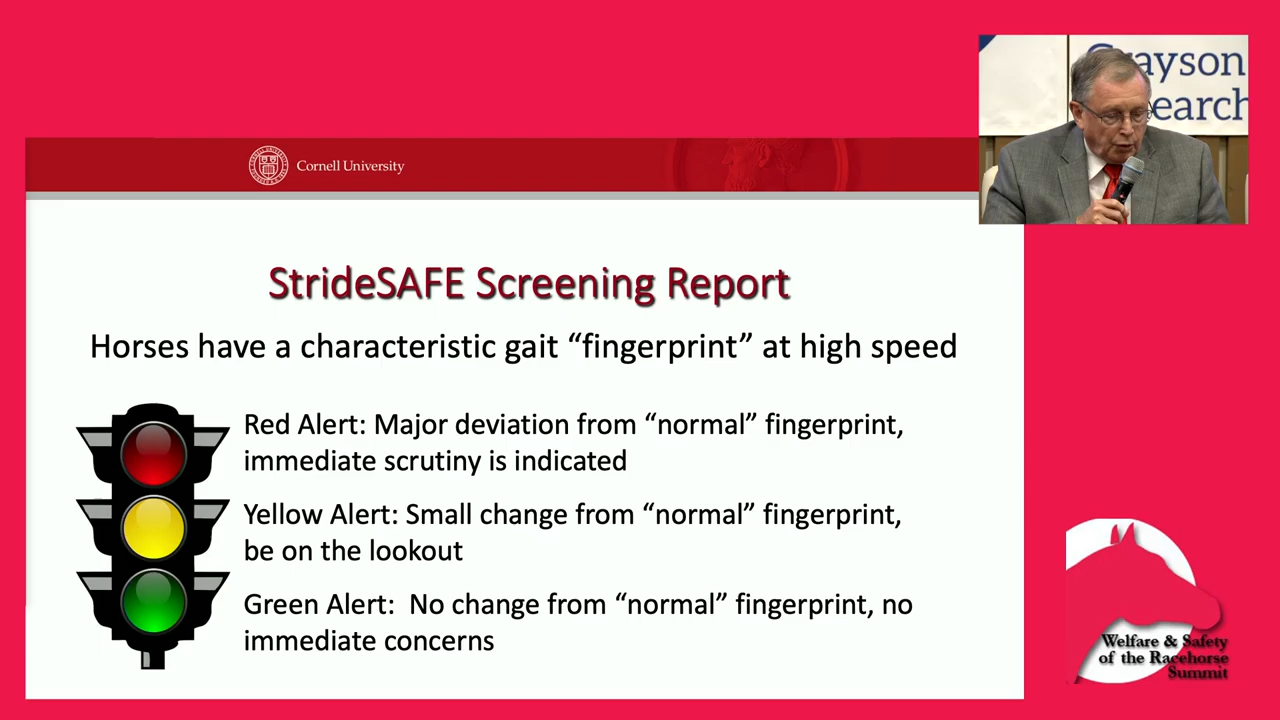 Grayson
earch
Cornell University
StrideSAFE Screening Report
Horses have a characteristic gait “fingerprint” at high speed
Red Alert: Major deviation from “normal” fingerprint,
immediate scrutiny is indicated
Yellow Alert: Small change from “normal” fingerprint,
be on the lookout
Green Alert:  No change from “normal” fingerprint, no
immediate concerns
Welfare & Safety
of the Racehorse
Summit